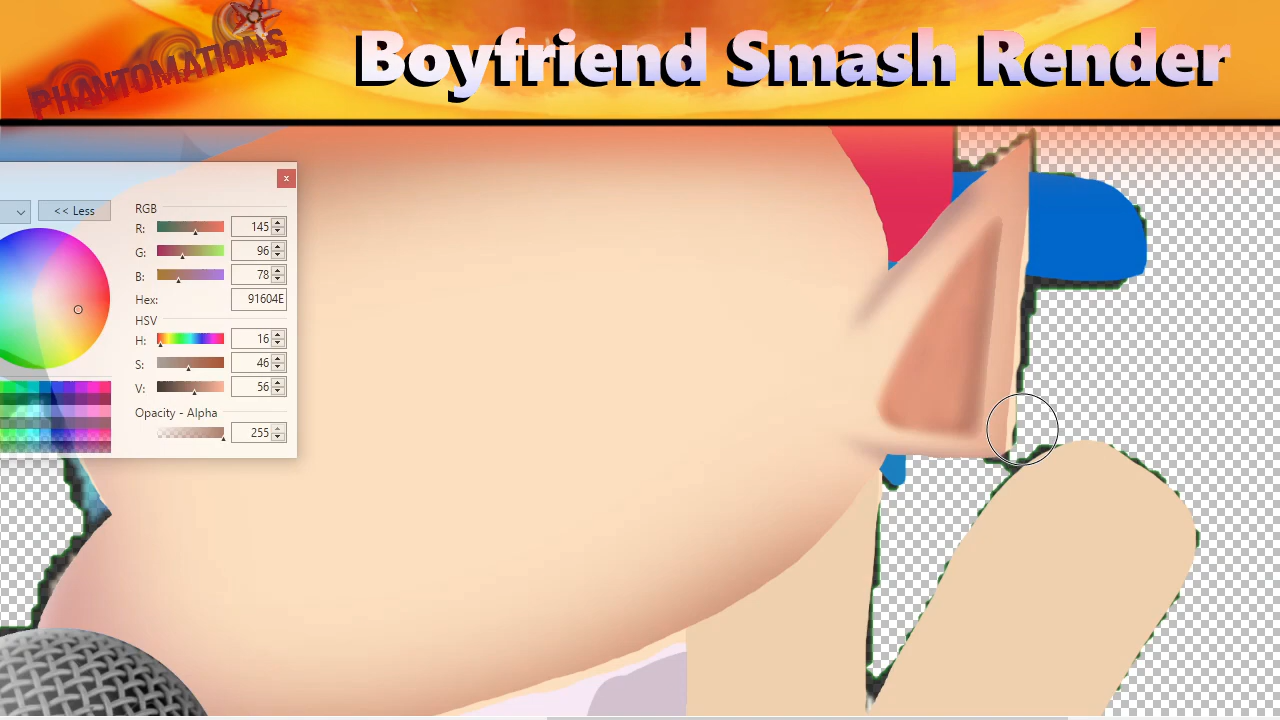 PHANTOMATIONS
Boyfriend Smash Render
x
<< Less
RGB
R: 145
G: 96
B: 78
Hex: 91604E
HSV
H: 16
S: 46
V: 56
Opacity - Alpha
255